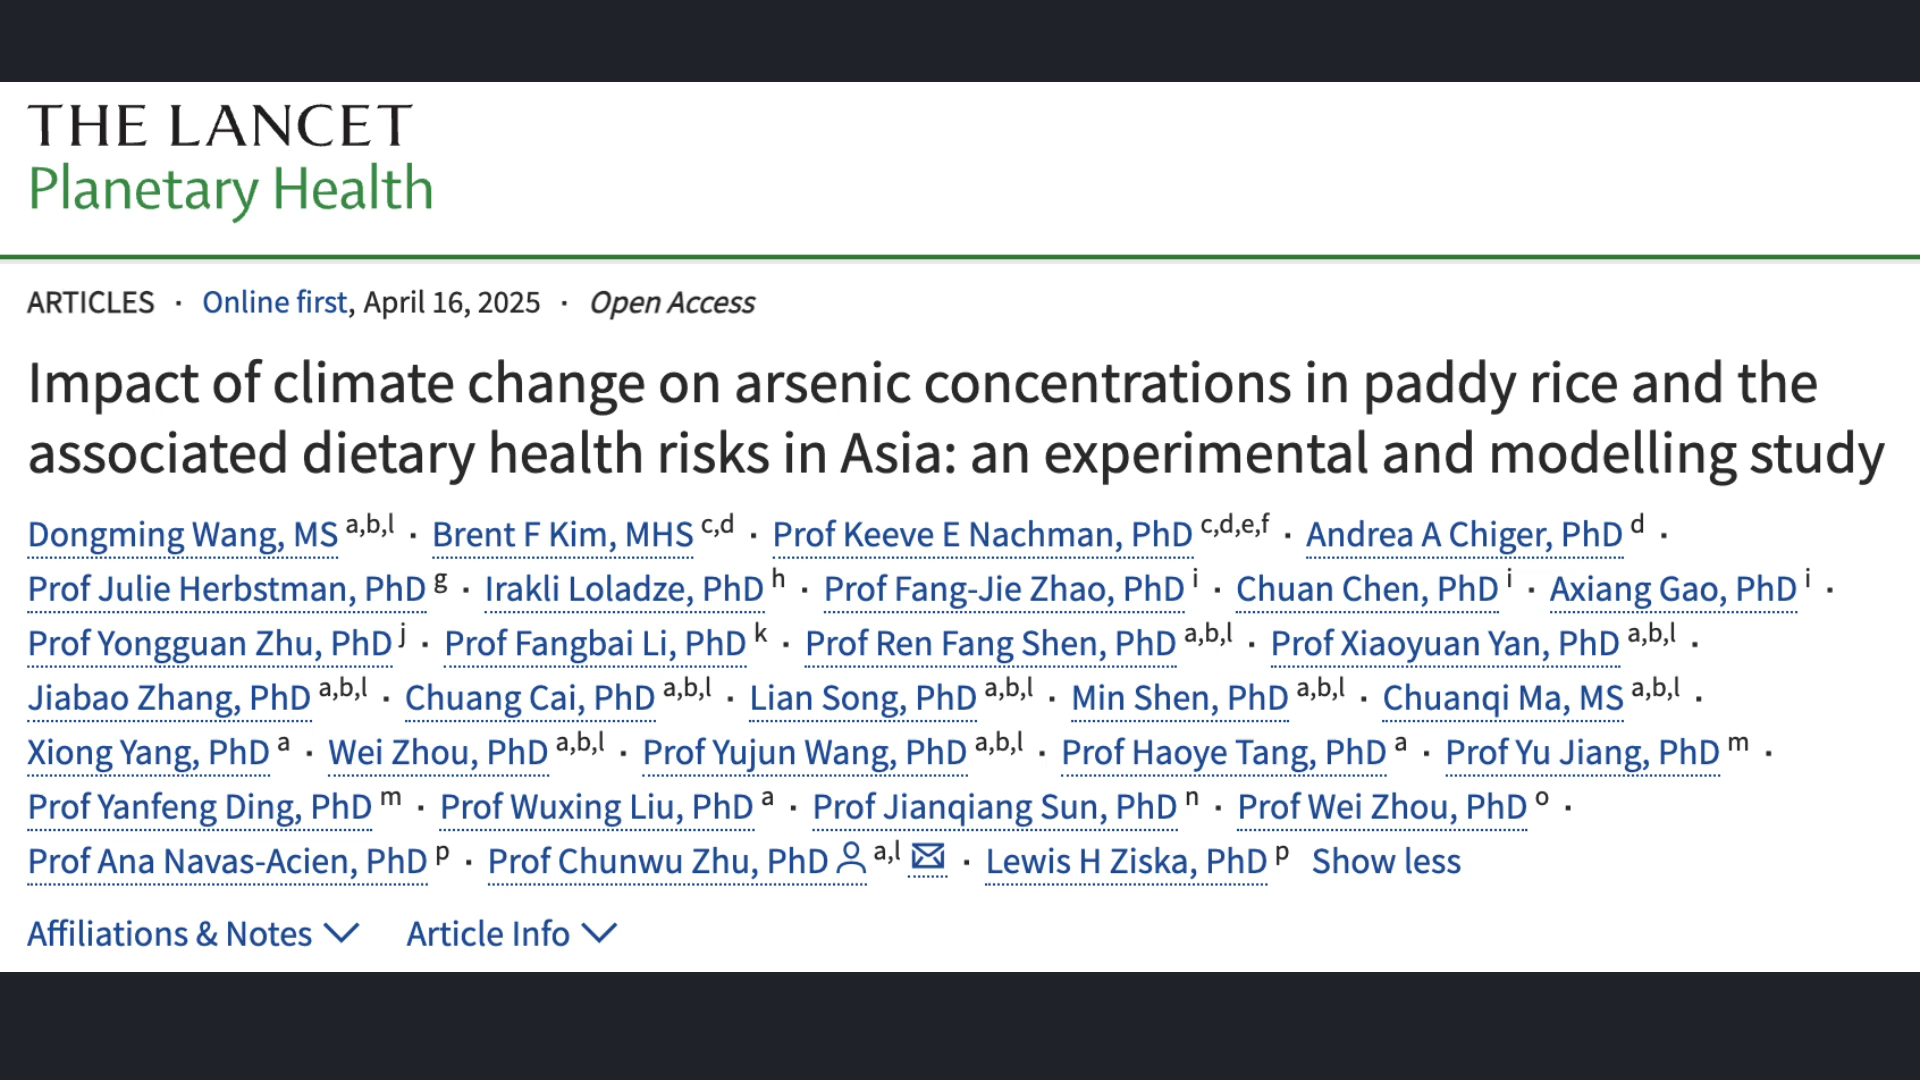 THE LANCET
Planetary Health
ARTICLES · Online first, April 16, 2025 · Open Access
Impact of climate change on arsenic concentrations in paddy rice and the
associated dietary health risks in Asia: an experimental and modelling study
Dongming Wang, MS a,b,l · Brent F Kim, MHS c,d · Prof Keeve E Nachman, PhD c,d,e,f · Andrea A Chiger, PhD d ·
Prof Julie Herbstman, PhD g · Irakli Loladze, PhD h · Prof Fang-Jie Zhao, PhD i · Chuan Chen, PhD i · Axiang Gao, PhD i ·
Prof Yongguan Zhu, PhD j · Prof Fangbai Li, PhD k · Prof Ren Fang Shen, PhD a,b,l · Prof Xiaoyuan Yan, PhD a,b,l ·
Jiabao Zhang, PhD a,b,l · Chuang Cai, PhD a,b,l · Lian Song, PhD a,b,l · Min Shen, PhD a,b,l · Chuanqi Ma, MS a,b,l ·
Xiong Yang, PhD a · Wei Zhou, PhD a,b,l · Prof Yujun Wang, PhD a,b,l · Prof Haoye Tang, PhD a · Prof Yu Jiang, PhD m ·
Prof Yanfeng Ding, PhD m · Prof Wuxing Liu, PhD a · Prof Jianqiang Sun, PhD n · Prof Wei Zhou, PhD o ·
Prof Ana Navas-Acien, PhD p · Prof Chunwu Zhu, PhD a,l · Lewis H Ziska, PhD p Show less
Affiliations & Notes Article Info